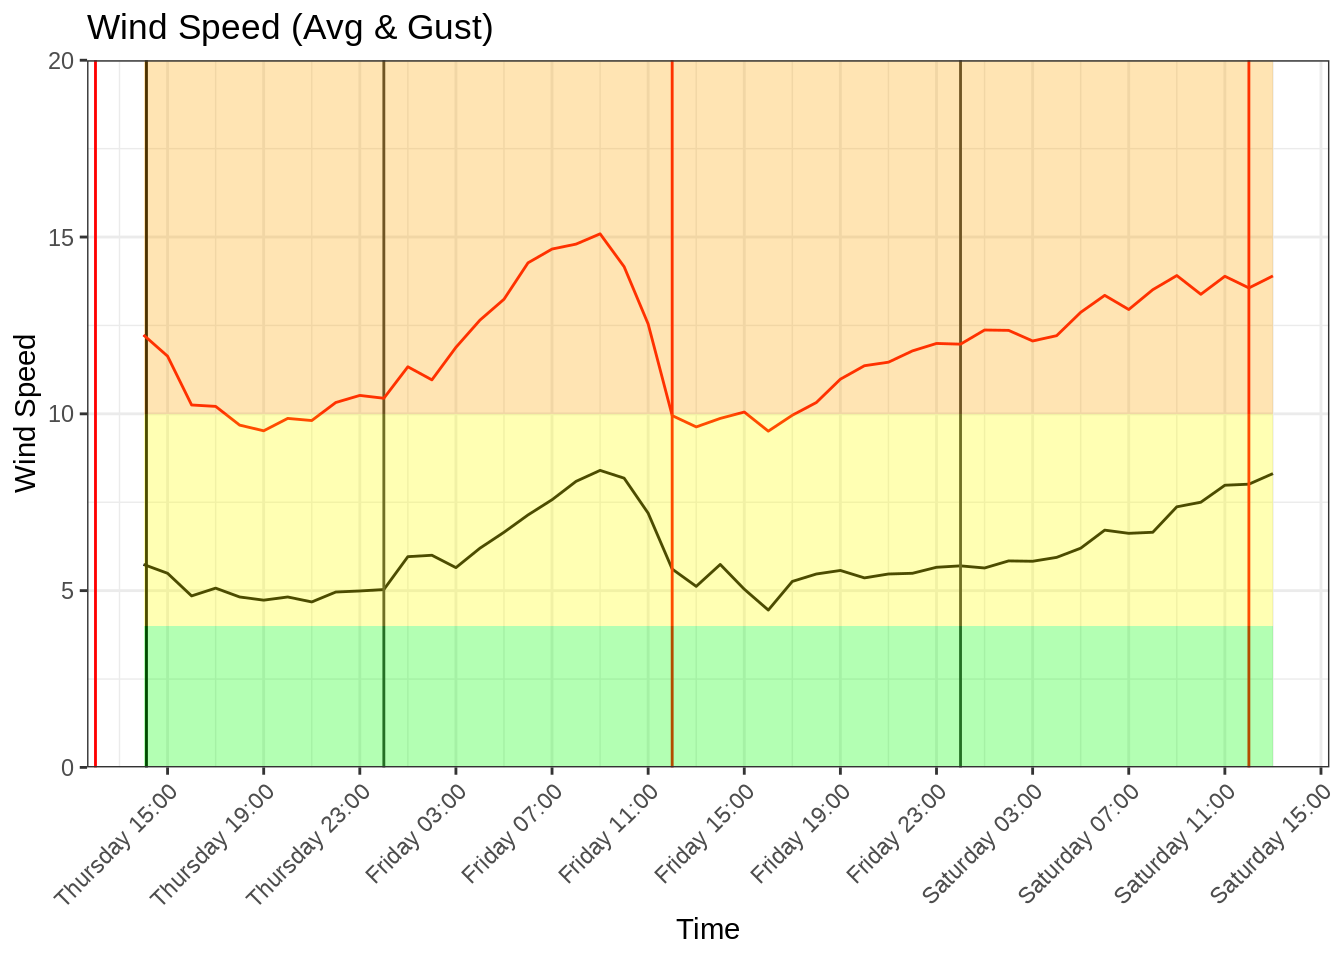 Wind Speed (Avg & Gust)
20
15
10
5
0
Wind Speed
Thursday 15:00
Thursday 19:00
Thursday 23:00
Friday 03:00
Friday 07:00
Friday 11:00
Friday 15:00
Friday 19:00
Friday 23:00
Saturday 03:00
Saturday 07:00
Saturday 11:00
Saturday 15:00
Time